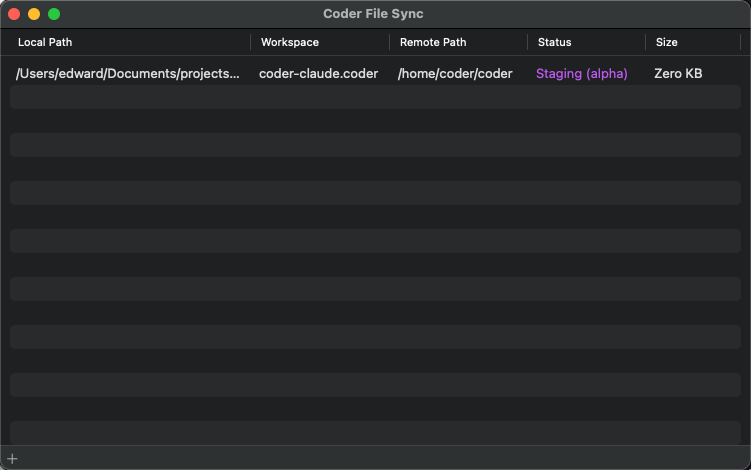 Coder File Sync
Local Path Workspace Remote Path Status Size
/Users/edward/Documents/projects... coder-claude.coder /home/coder/coder Staging (alpha) Zero KB
+